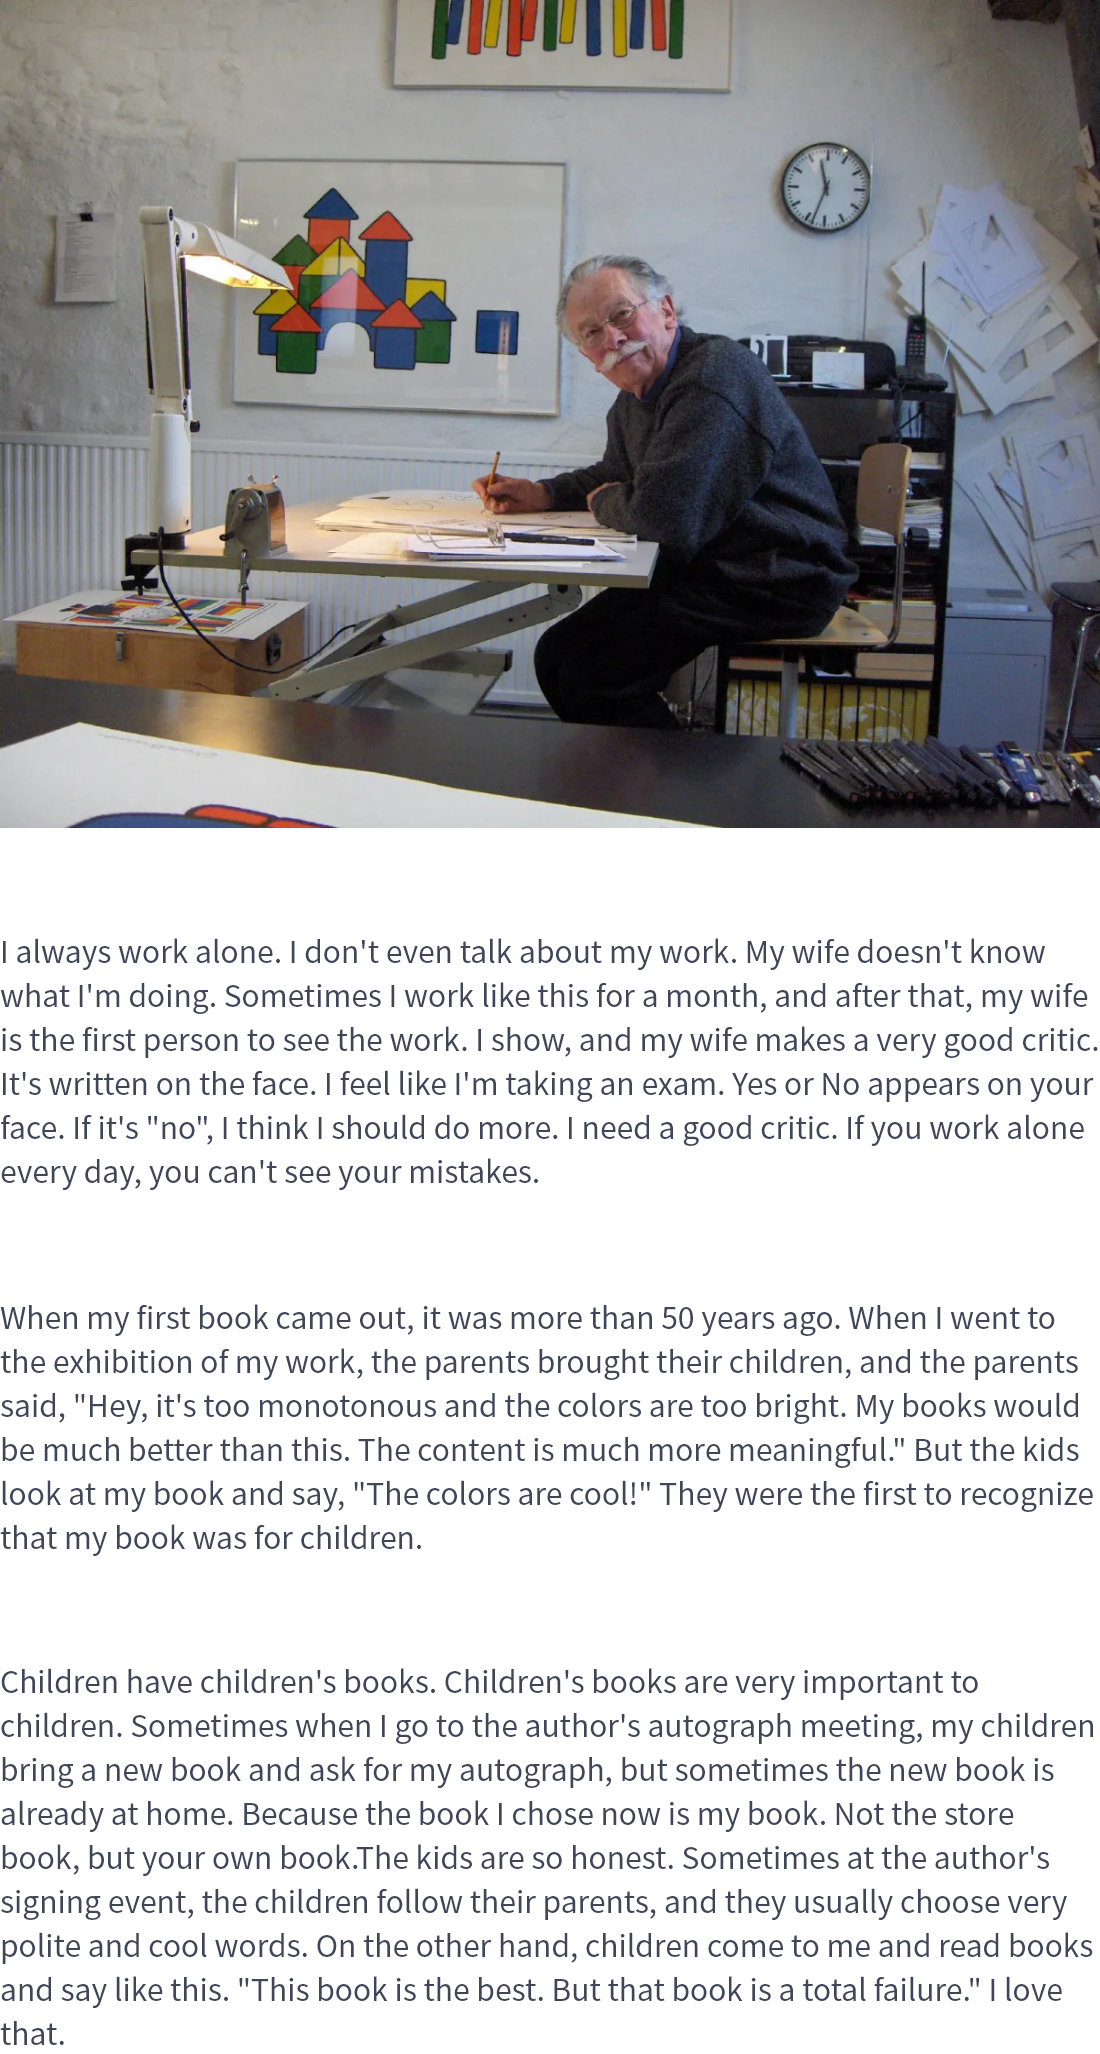 I always work alone. I don't even talk about my work. My wife doesn't know
what I'm doing. Sometimes I work like this for a month, and after that, my wife
is the first person to see the work. I show, and my wife makes a very good critic.
It's written on the face. I feel like I'm taking an exam. Yes or No appears on your
face. If it's "no", I think I should do more. I need a good critic. If you work alone
every day, you can't see your mistakes.
When my first book came out, it was more than 50 years ago. When I went to
the exhibition of my work, the parents brought their children, and the parents
said, "Hey, it's too monotonous and the colors are too bright. My books would
be much better than this. The content is much more meaningful." But the kids
look at my book and say, "The colors are cool!" They were the first to recognize
that my book was for children.
Children have children's books. Children's books are very important to
children. Sometimes when I go to the author's autograph meeting, my children
bring a new book and ask for my autograph, but sometimes the new book is
already at home. Because the book I chose now is my book. Not the store
book, but your own book.The kids are so honest. Sometimes at the author's
signing event, the children follow their parents, and they usually choose very
polite and cool words. On the other hand, children come to me and read books
and say like this. "This book is the best. But that book is a total failure." I love
that.